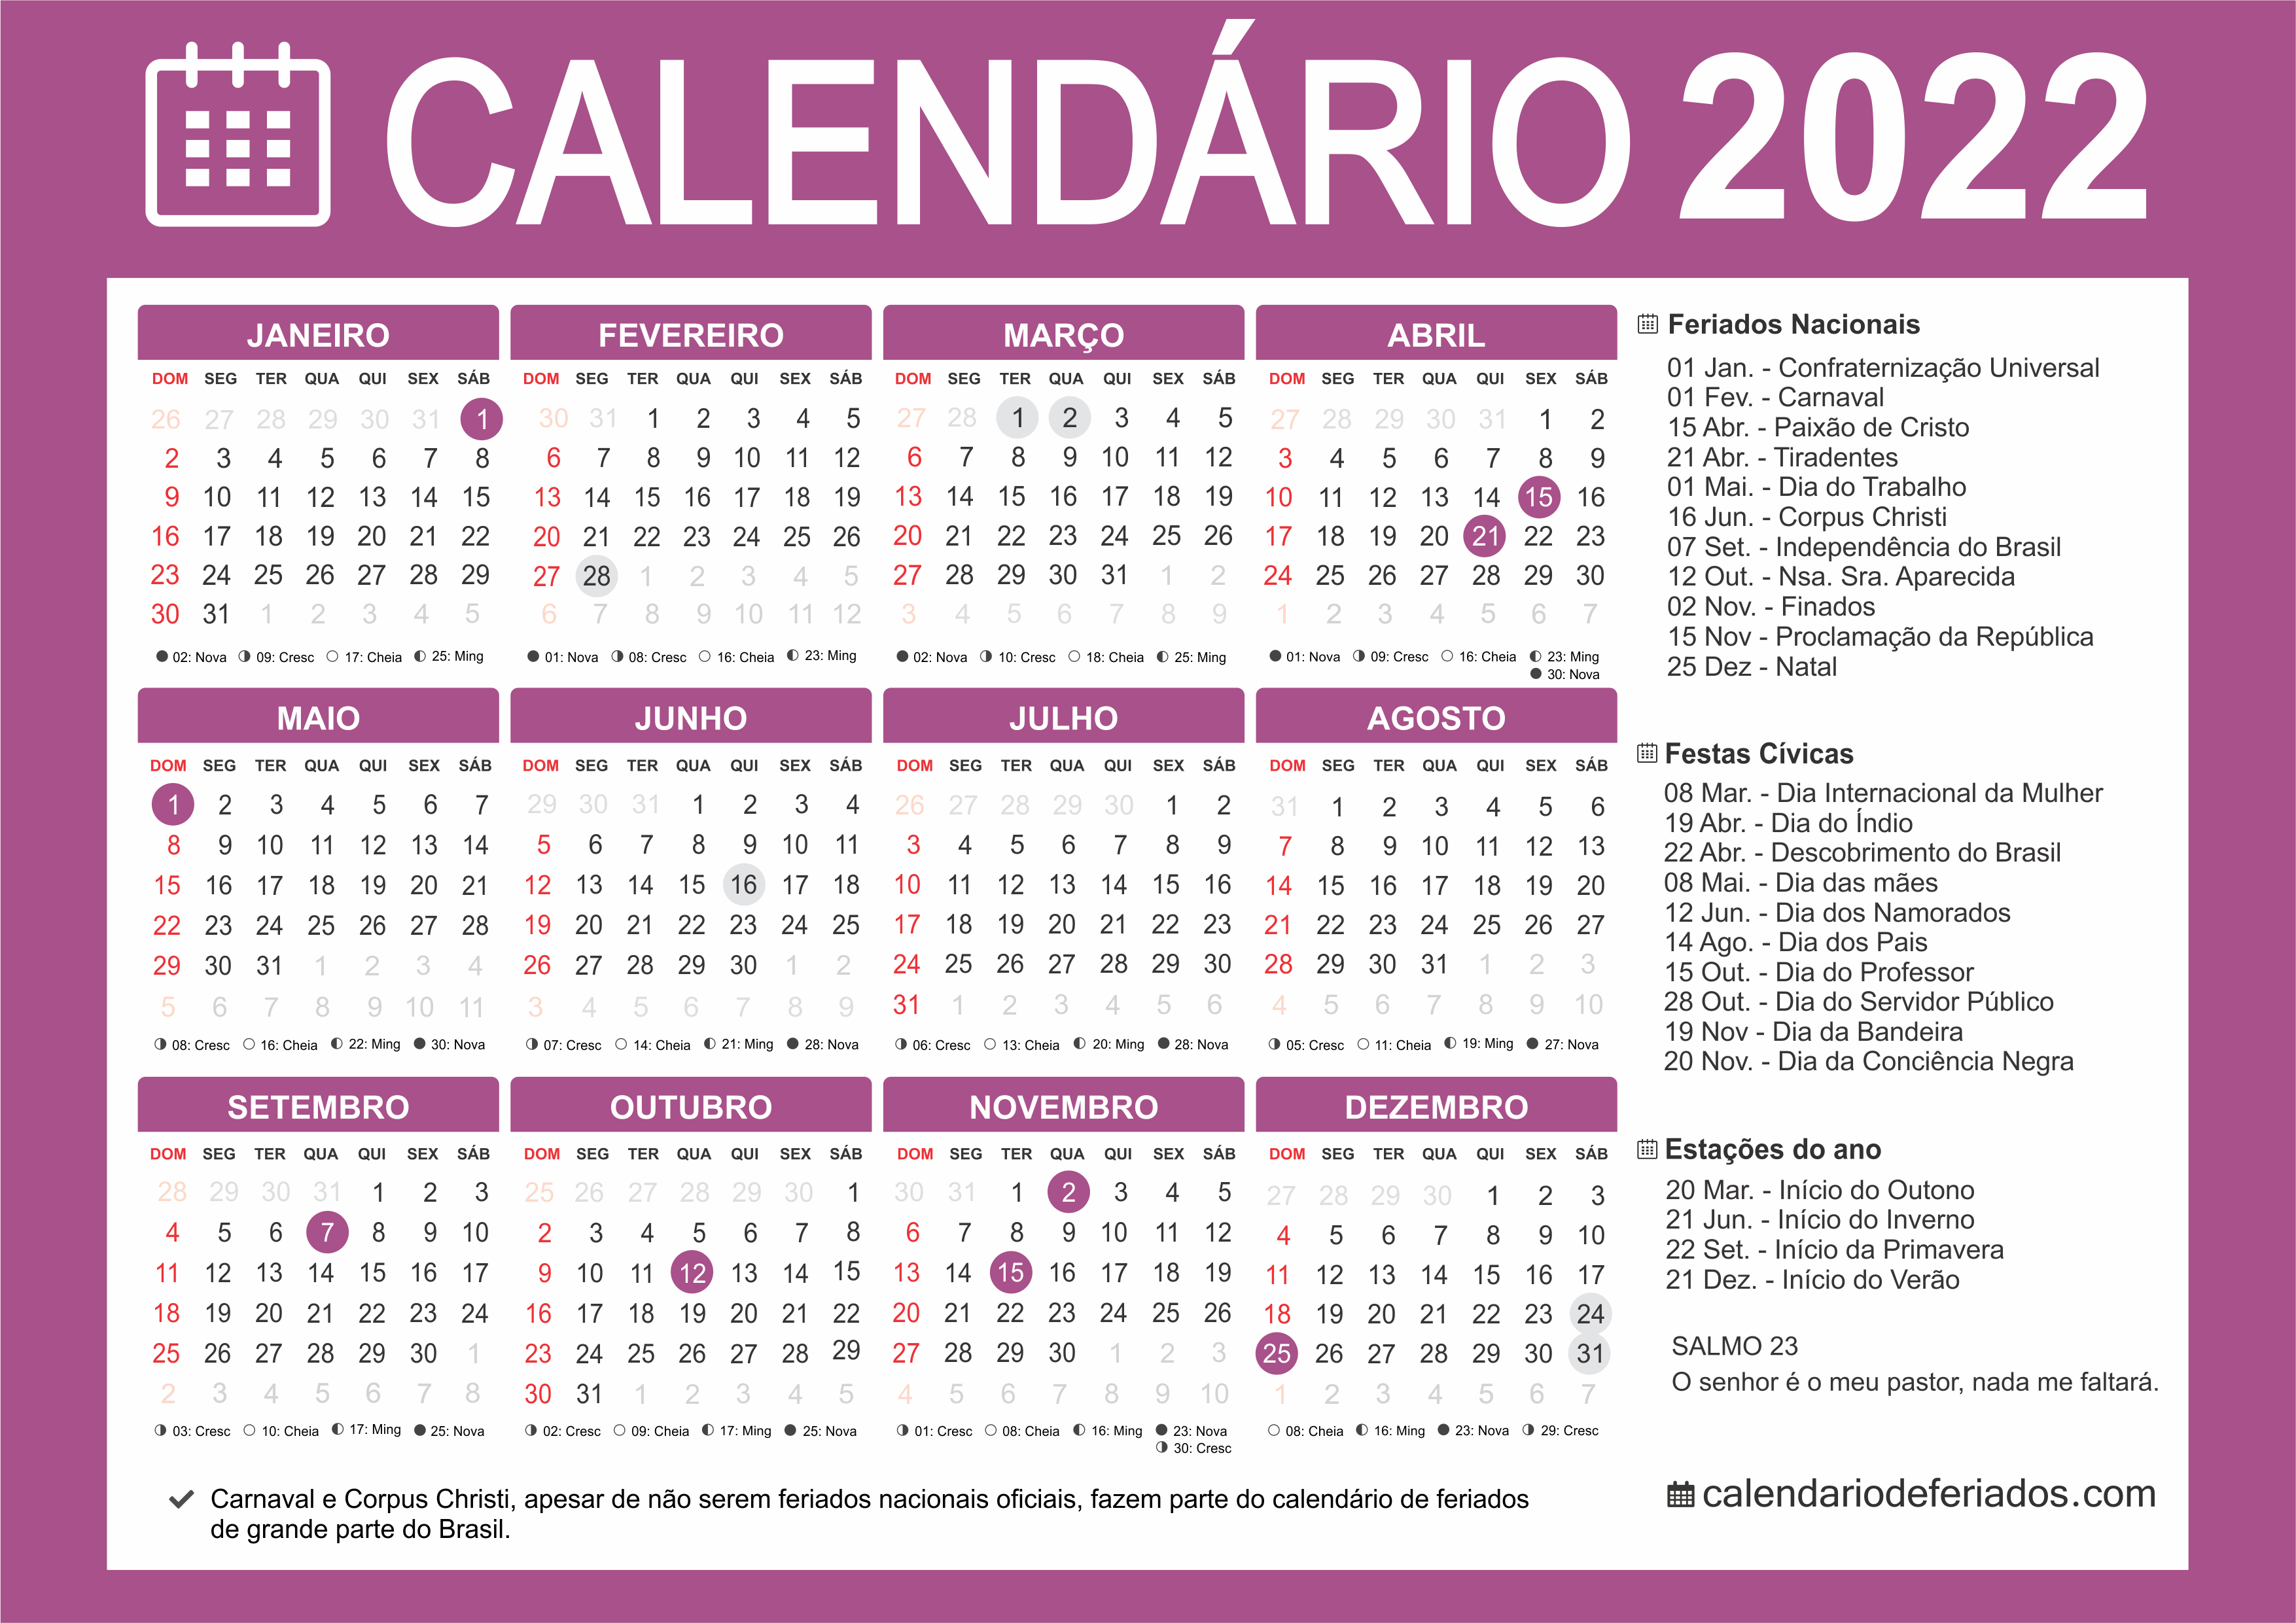 CALENDÁRIO 2022
JANEIRO
DOM SEG TER QUA QUI SEX SÁB
26 27 28 29 30 31 1
2 3 4 5 6 7 8
9 10 11 12 13 14 15
16 17 18 19 20 21 22
23 24 25 26 27 28 29
30 31 1 2 3 4 5
02: Nova 09: Cresc 17: Cheia 25: Ming
FEVEREIRO
DOM SEG TER QUA QUI SEX SÁB
30 31 1 2 3 4 5
6 7 8 9 10 11 12
13 14 15 16 17 18 19
20 21 22 23 24 25 26
27 28 1 2 3 4 5
6 7 8 9 10 11 12
01: Nova 08: Cresc 16: Cheia 23: Ming
MARÇO
DOM SEG TER QUA QUI SEX SÁB
27 28 1 2 3 4 5
6 7 8 9 10 11 12
13 14 15 16 17 18 19
20 21 22 23 24 25 26
27 28 29 30 31 1 2
3 4 5 6 7 8 9
02: Nova 10: Cresc 18: Cheia 25: Ming
ABRIL
DOM SEG TER QUA QUI SEX SÁB
27 28 29 30 31 1 2
3 4 5 6 7 8 9
10 11 12 13 14 15 16
17 18 19 20 21 22 23
24 25 26 27 28 29 30
1 2 3 4 5 6 7
01: Nova 09: Cresc 16: Cheia 23: Ming
30: Nova
MAIO
DOM SEG TER QUA QUI SEX SÁB
1 2 3 4 5 6 7
8 9 10 11 12 13 14
15 16 17 18 19 20 21
22 23 24 25 26 27 28
29 30 31 1 2 3 4
5 6 7 8 9 10 11
08: Cresc 16: Cheia 22: Ming 30: Nova
JUNHO
DOM SEG TER QUA QUI SEX SÁB
29 30 31 1 2 3 4
5 6 7 8 9 10 11
12 13 14 15 16 17 18
19 20 21 22 23 24 25
26 27 28 29 30 1 2
3 4 5 6 7 8 9
07: Cresc 14: Cheia 21: Ming 28: Nova
JULHO
DOM SEG TER QUA QUI SEX SÁB
26 27 28 29 30 1 2
3 4 5 6 7 8 9
10 11 12 13 14 15 16
17 18 19 20 21 22 23
24 25 26 27 28 29 30
31 1 2 3 4 5 6
06: Cresc 13: Cheia 20: Ming 28: Nova
AGOSTO
DOM SEG TER QUA QUI SEX SÁB
31 1 2 3 4 5 6
7 8 9 10 11 12 13
14 15 16 17 18 19 20
21 22 23 24 25 26 27
28 29 30 31 1 2 3
4 5 6 7 8 9 10
05: Cresc 11: Cheia 19: Ming 27: Nova
SETEMBRO
DOM SEG TER QUA QUI SEX SÁB
28 29 30 31 1 2 3
4 5 6 7 8 9 10
11 12 13 14 15 16 17
18 19 20 21 22 23 24
25 26 27 28 29 30 1
2 3 4 5 6 7 8
03: Cresc 10: Cheia 17: Ming 25: Nova
OUTUBRO
DOM SEG TER QUA QUI SEX SÁB
25 26 27 28 29 30 1
2 3 4 5 6 7 8
9 10 11 12 13 14 15
16 17 18 19 20 21 22
23 24 25 26 27 28 29
30 31 1 2 3 4 5
02: Cresc 09: Cheia 17: Ming 25: Nova
NOVEMBRO
DOM SEG TER QUA QUI SEX SÁB
30 31 1 2 3 4 5
6 7 8 9 10 11 12
13 14 15 16 17 18 19
20 21 22 23 24 25 26
27 28 29 30 1 2 3
4 5 6 7 8 9 10
01: Cresc 08: Cheia 16: Ming 23: Nova
30: Cresc
DEZEMBRO
DOM SEG TER QUA QUI SEX SÁB
27 28 29 30 1 2 3
4 5 6 7 8 9 10
11 12 13 14 15 16 17
18 19 20 21 22 23 24
25 26 27 28 29 30 31
1 2 3 4 5 6 7
08: Cheia 16: Ming 23: Nova 29: Cresc
Feriados Nacionais
01 Jan. - Confraternização Universal
01 Fev. - Carnaval
15 Abr. - Paixão de Cristo
21 Abr. - Tiradentes
01 Mai. - Dia do Trabalho
16 Jun. - Corpus Christi
07 Set. - Independência do Brasil
12 Out. - Nsa. Sra. Aparecida
02 Nov. - Finados
15 Nov - Proclamação da República
25 Dez - Natal
Festas Cívicas
08 Mar. - Dia Internacional da Mulher
19 Abr. - Dia do Índio
22 Abr. - Descobrimento do Brasil
08 Mai. - Dia das mães
12 Jun. - Dia dos Namorados
14 Ago. - Dia dos Pais
15 Out. - Dia do Professor
28 Out. - Dia do Servidor Público
19 Nov - Dia da Bandeira
20 Nov. - Dia da Conciência Negra
Estações do ano
20 Mar. - Início do Outono
21 Jun. - Início do Inverno
22 Set. - Início da Primavera
21 Dez. - Início do Verão
SALMO 23
O senhor é o meu pastor, nada me faltará.
Carnaval e Corpus Christi, apesar de não serem feriados nacionais oficiais, fazem parte do calendário de feriados
de grande parte do Brasil.
calendariodeferiados.com